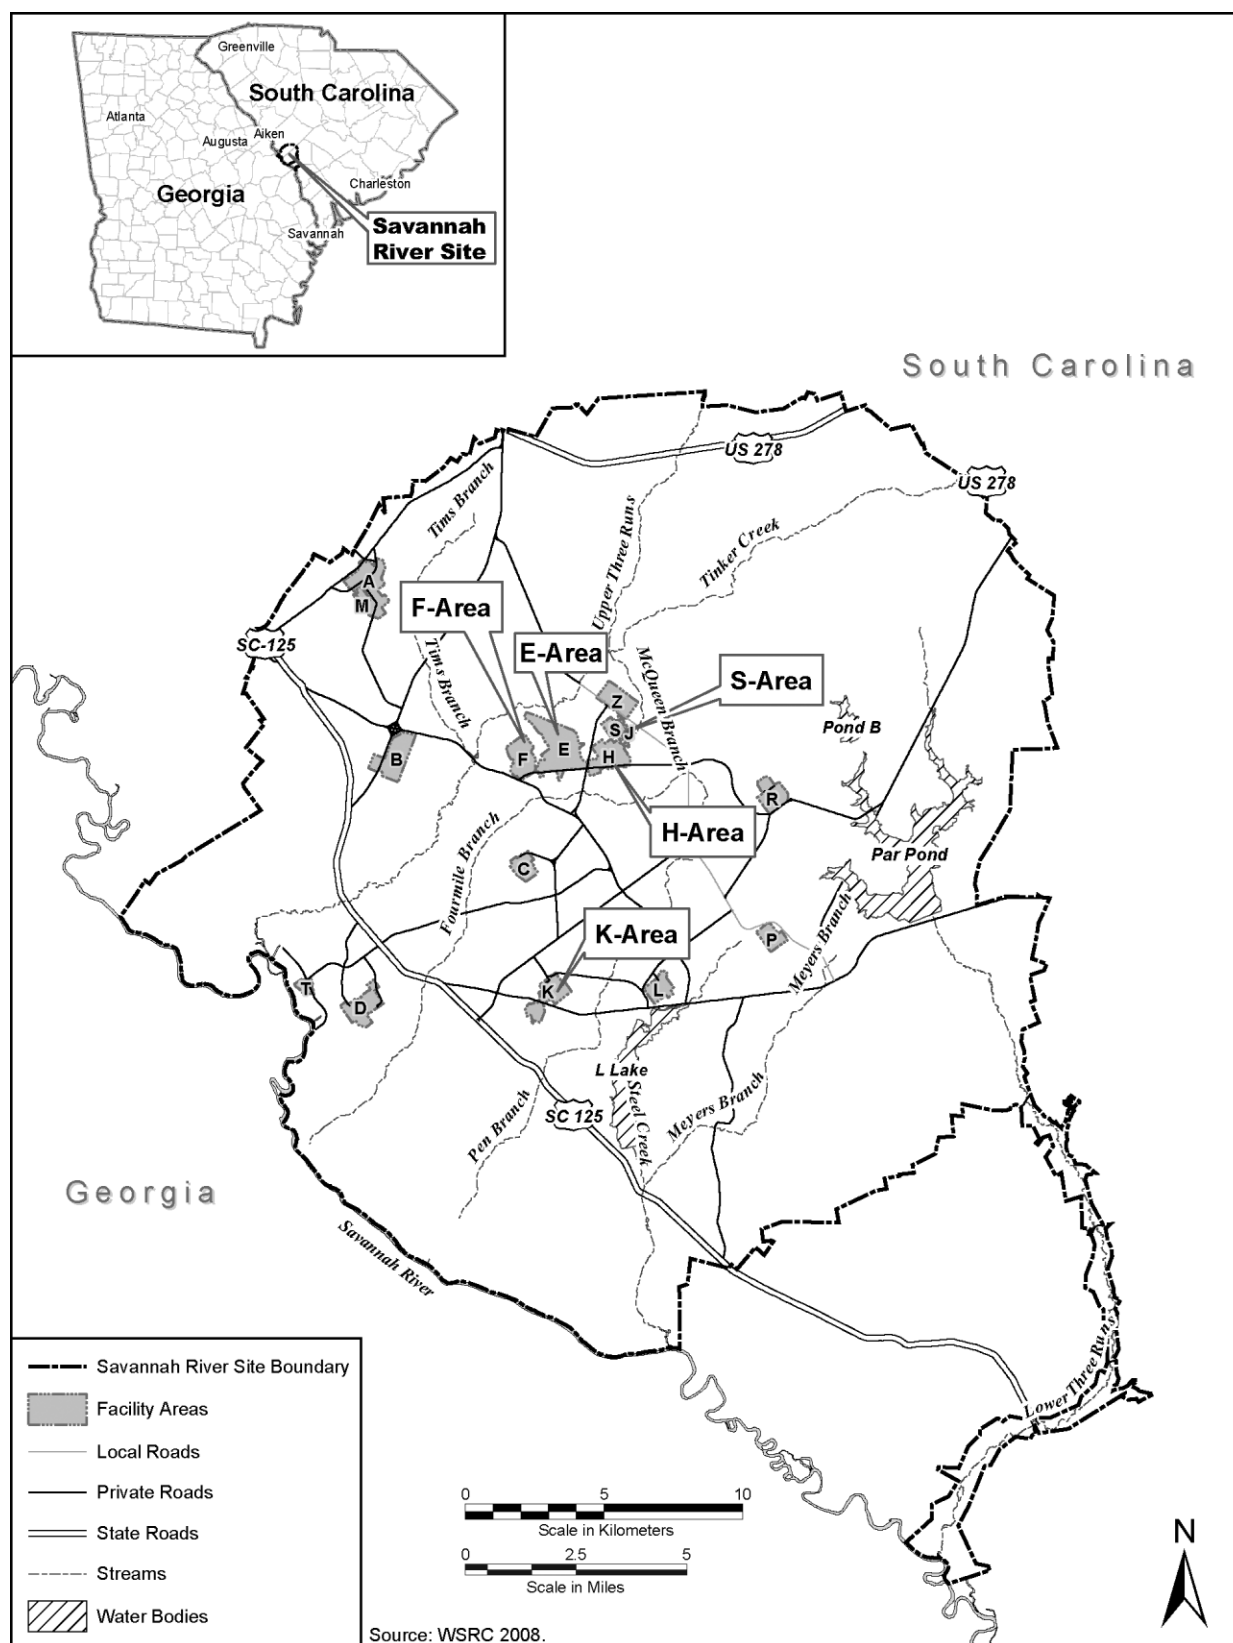 Greenville
South Carolina
Atlanta
Augusta
Aiken
Georgia
Charleston
Savannah
Savannah
River Site
South Carolina
US 278
US 278
Tims Branch
Upper Three Runs
Tinker Creek
A
M
F-Area
E-Area
SC-125
Tims Branch
McQueen Branch
S-Area
Z
Pond B
S
J
B
F
E
H
R
H-Area
Par Pond
Fourmile Branch
C
K-Area
P
Meyers Branch
T
D
K
L
L Lake
Steel Creek
Meyers Branch
SC 125
Pen Branch
Georgia
Savannah River
Lower Three Runs
Savannah River Site Boundary
Facility Areas
Local Roads
Private Roads
State Roads
Streams
Water Bodies
0 5 10
Scale in Kilometers
0 2.5 5
Scale in Miles
N
Source: WSRC 2008.